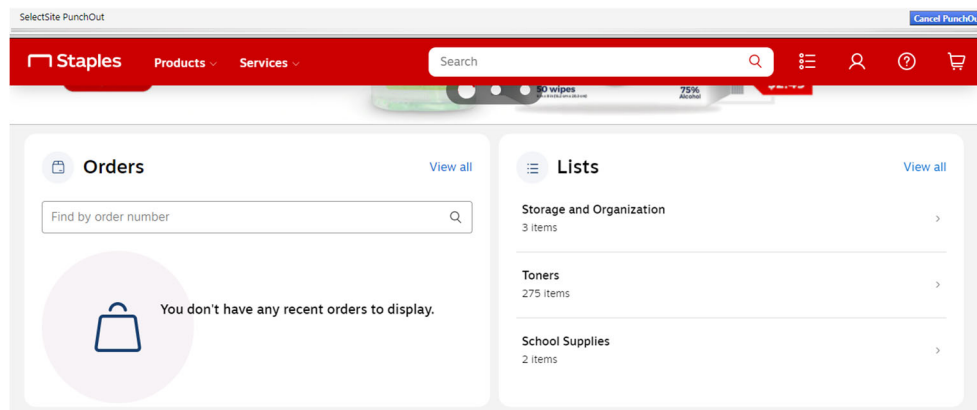 SelectSite PunchOut
Cancel PunchOu
Staples Products Services Search
50 wipes
75%
Alcohol
Orders View all
Find by order number
You don't have any recent orders to display.
Lists View all
Storage and Organization
3 items
Toners
275 items
School Supplies
2 items